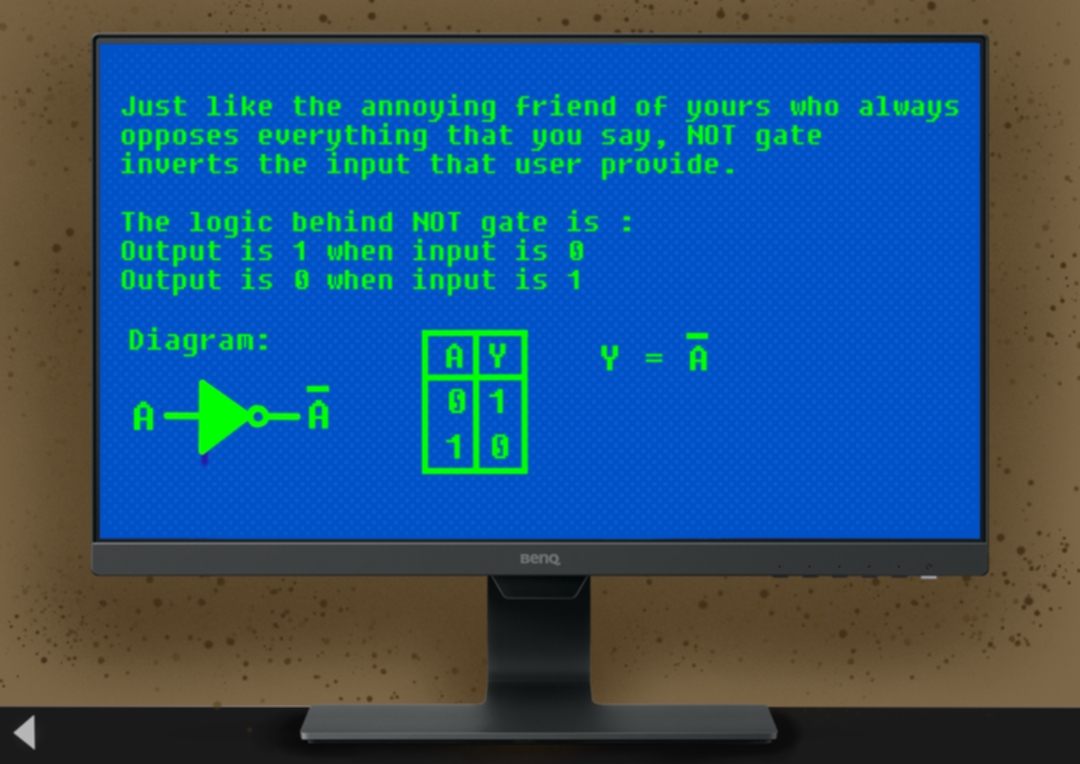 Just like the annoying friend of yours who always
opposes everything that you say, NOT gate
inverts the input that user provide.
The logic behind NOT gate is :
Output is 1 when input is 0
Output is 0 when input is 1
Diagram:
A Y
Y = A̅
A A̅
0 1
1 0
BenQ